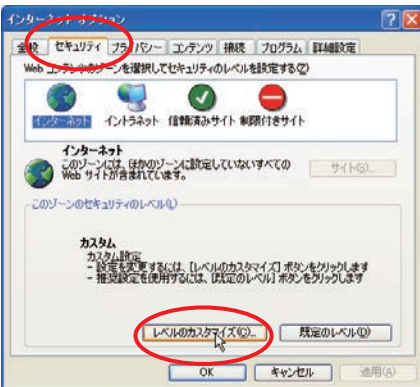 インターネット オプション
全般 セキュリティ プライバシー コンテンツ 接続 プログラム 詳細設定
Web コンテンツのゾーンを選択してセキュリティのレベルを設定する(Z)
インターネット イントラネット 信頼済みサイト 制限付きサイト
インターネット
このゾーンには、ほかのゾーンに設定していないすべての
Web サイトが含まれています。
サイト(S)...
このゾーンのセキュリティのレベル(L)
カスタム
カスタム設定
- 設定を変更するには、[レベルのカスタマイズ] ボタンをクリックします
- 推奨設定を使用するには、[既定のレベル] ボタンをクリックします
レベルのカスタマイズ(C)... 既定のレベル(D)
OK キャンセル 適用(A)